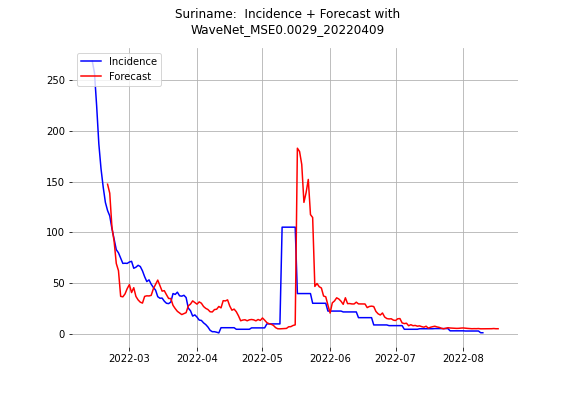 Suriname:  Incidence + Forecast with
WaveNet_MSE0.0029_20220409
Incidence
Forecast
250
200
150
100
50
0
2022-03 2022-04 2022-05 2022-06 2022-07 2022-08